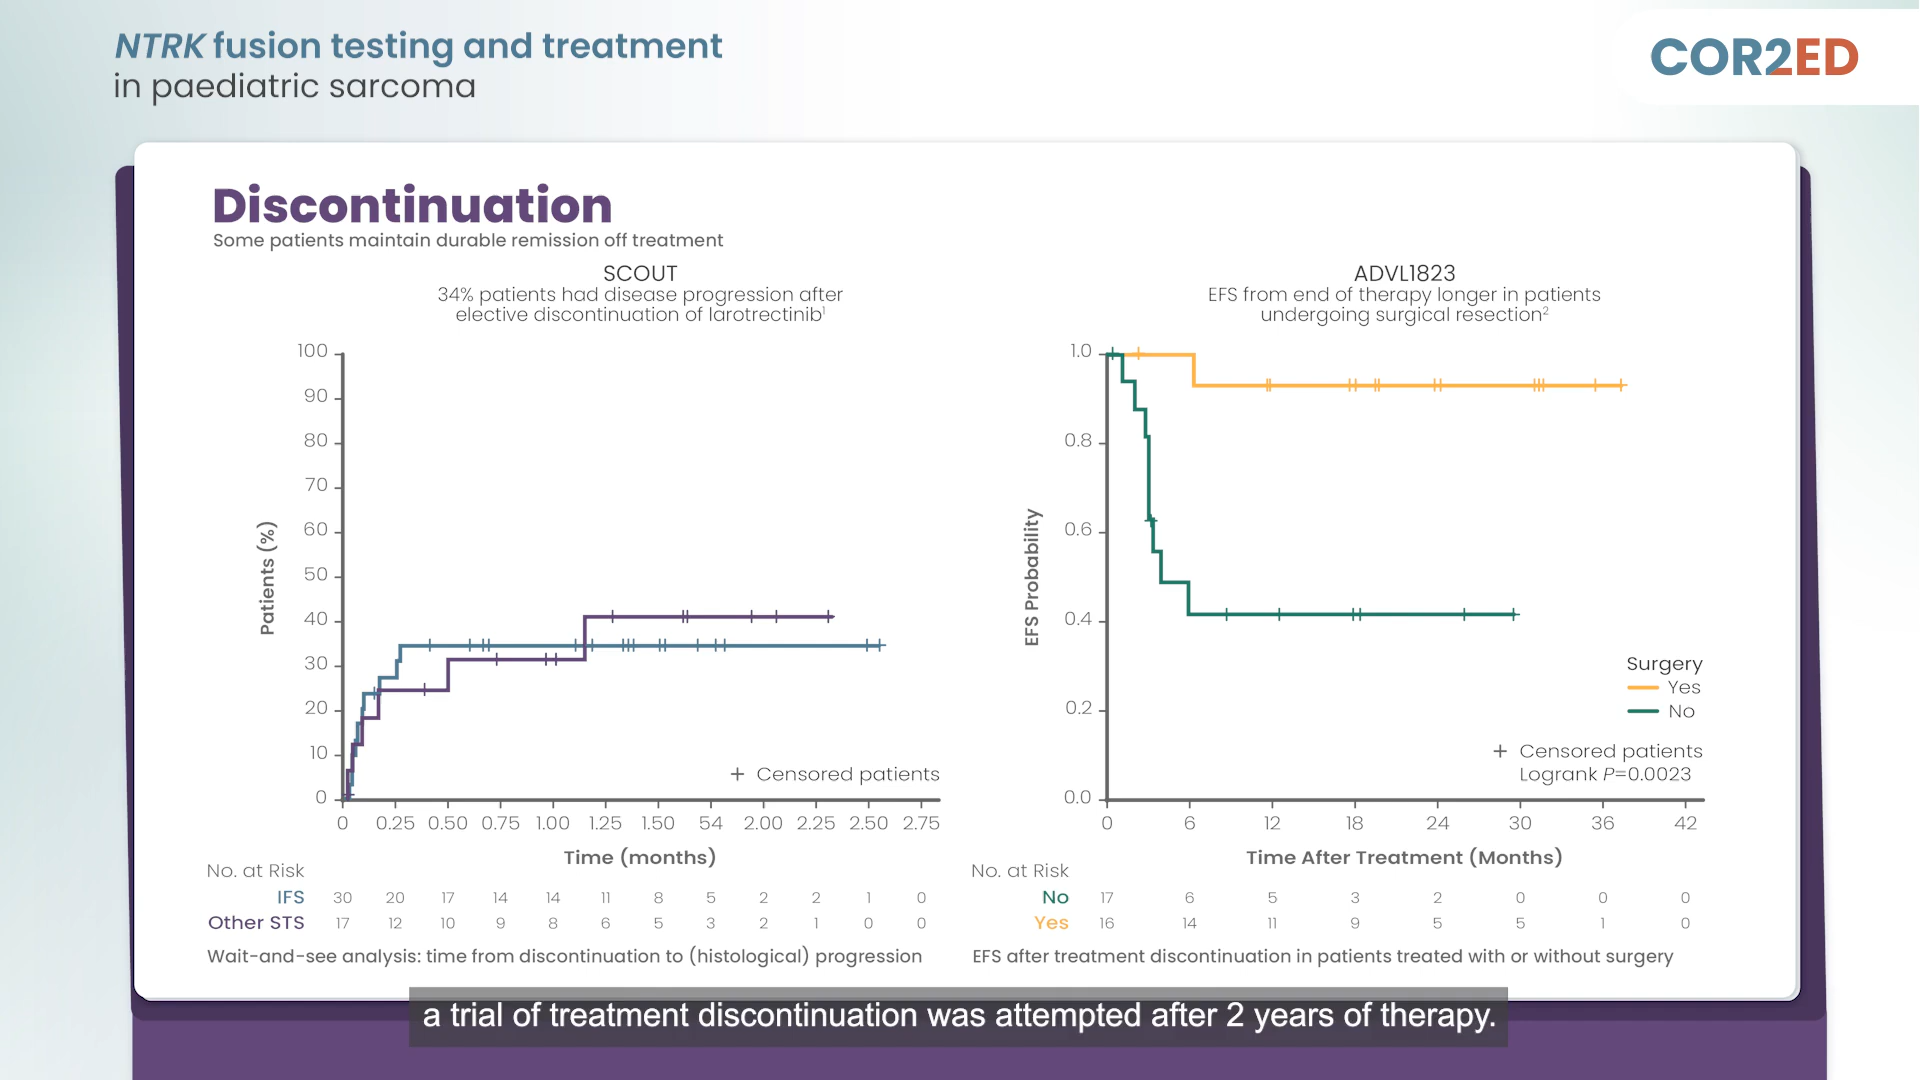 NTRK fusion testing and treatment
in paediatric sarcoma
COR2ED
Discontinuation
Some patients maintain durable remission off treatment
SCOUT
34% patients had disease progression after
elective discontinuation of larotrectinib1
100
90
80
70
60
50
40
30
20
10
0
Patients (%)
+ Censored patients
0 0.25 0.50 0.75 1.00 1.25 1.50 54 2.00 2.25 2.50 2.75
Time (months)
No. at Risk
IFS 30 20 17 14 14 11 8 5 2 2 1 0
Other STS 17 12 10 9 8 6 5 3 2 1 0 0
Wait-and-see analysis: time from discontinuation to (histological) progression
ADVL1823
EFS from end of therapy longer in patients
undergoing surgical resection2
1.0
0.8
0.6
0.4
0.2
0.0
EFS Probability
Surgery
Yes
No
+ Censored patients
Logrank P=0.0023
0 6 12 18 24 30 36 42
Time After Treatment (Months)
No. at Risk
No 17 6 5 3 2 0 0 0
Yes 16 14 11 9 5 5 1 0
EFS after treatment discontinuation in patients treated with or without surgery
a trial of treatment discontinuation was attempted after 2 years of therapy.